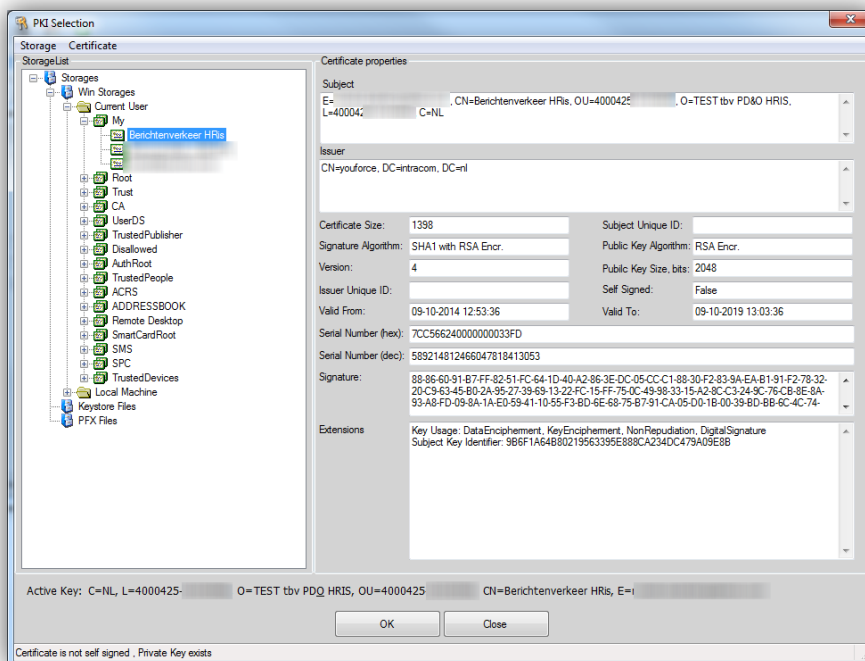 PKI Selection
Storage Certificate
StorageList
Storages
Win Storages
Current User
My
Berichtenverkeer HRis
Root
Trust
CA
UserDS
TrustedPublisher
Disallowed
AuthRoot
TrustedPeople
ACRS
ADDRESSBOOK
Remote Desktop
SmartCardRoot
SMS
SPC
TrustedDevices
Local Machine
Keystore Files
PFX Files
Certificate properties
Subject
E= , CN=Berichtenverkeer HRis, OU=4000425 , O=TEST tbv PD&O HRIS,
L=400042 C=NL
Issuer
CN=youforce, DC=intracom, DC=nl
Certificate Size: 1398 Subject Unique ID:
Signature Algorithm: SHA1 with RSA Encr. Public Key Algorithm: RSA Encr.
Version: 4 Public Key Size, bits: 2048
Issuer Unique ID: Self Signed: False
Valid From: 09-10-2014 12:53:36 Valid To: 09-10-2019 13:03:36
Serial Number (hex): 7CC566240000000033FD
Serial Number (dec): 589214812466047818413053
Signature: 88-86-60-91-B7-FF-82-51-FC-64-1D-40-A2-86-3E-DC-05-CC-C1-88-30-F2-83-9A-EA-B1-91-F2-78-32-
20-C9-63-45-B0-2A-95-27-39-69-13-22-FC-15-FF-75-0C-49-98-33-15-A2-8C-C3-24-9C-76-CB-8E-8A-
93-A8-FD-09-8A-1A-E0-59-41-10-55-F3-BD-6E-68-75-B7-91-CA-05-D0-1B-00-39-BD-BB-6C-4C-74-
Extensions Key Usage: DataEncipherment, KeyEncipherment, NonRepudiation, DigitalSignature
Subject Key Identifier: 9B6F1A64B80219563395E888CA234DC479A09E8B
Active Key: C=NL, L=4000425- O=TEST tbv PDO HRIS, OU=4000425- CN=Berichtenverkeer HRis, E=
OK Close
Certificate is not self signed , Private Key exists